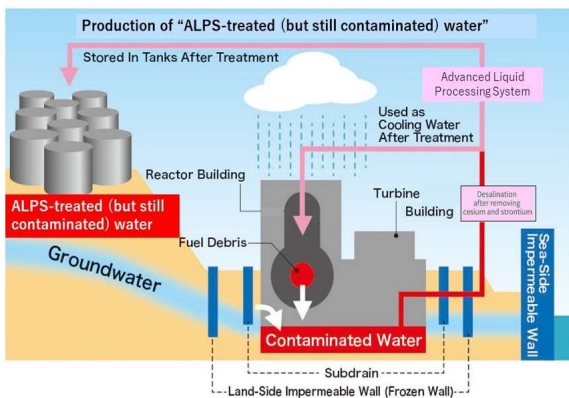 Production of “ALPS-treated (but still contaminated) water”
Stored In Tanks After Treatment
Advanced Liquid
Processing System
Used as
Cooling Water
After Treatment
Reactor Building
Turbine
Building
Desalination
after removing
cesium and strontium
ALPS-treated (but still
contaminated) water
Fuel Debris
Groundwater
Sea-Side
Impermeable Wall
Contaminated Water
Subdrain
Land-Side Impermeable Wall (Frozen Wall)